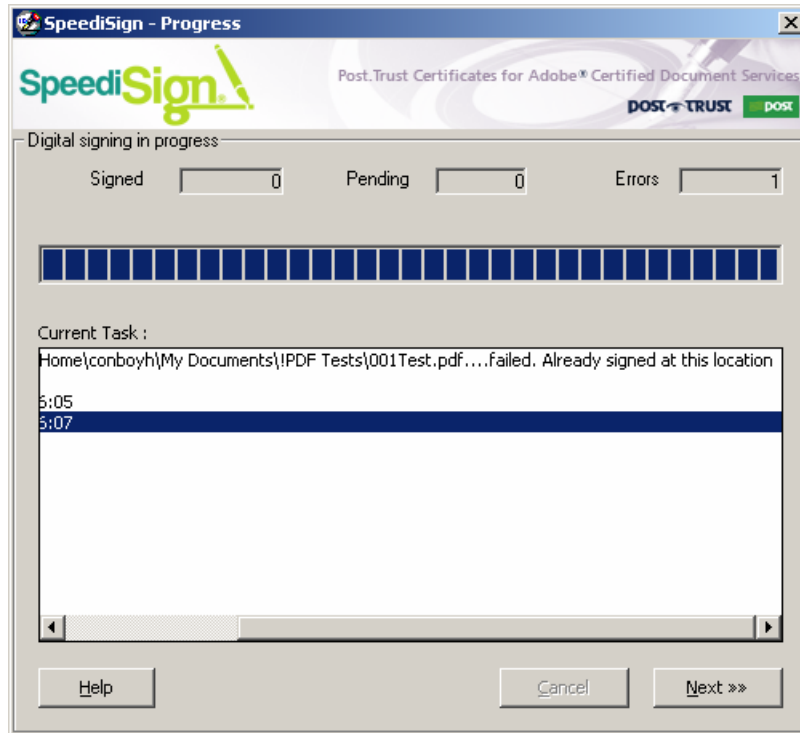 SpeediSign - Progress
SpeediSign
Post.Trust Certificates for Adobe® Certified Document Services
POST TRUST post
Digital signing in progress
Signed 0 Pending 0 Errors 1
Current Task :
Home\conboyh\My Documents\!PDF Tests\001Test.pdf....failed. Already signed at this location
6:05
6:07
Help Cancel Next »»